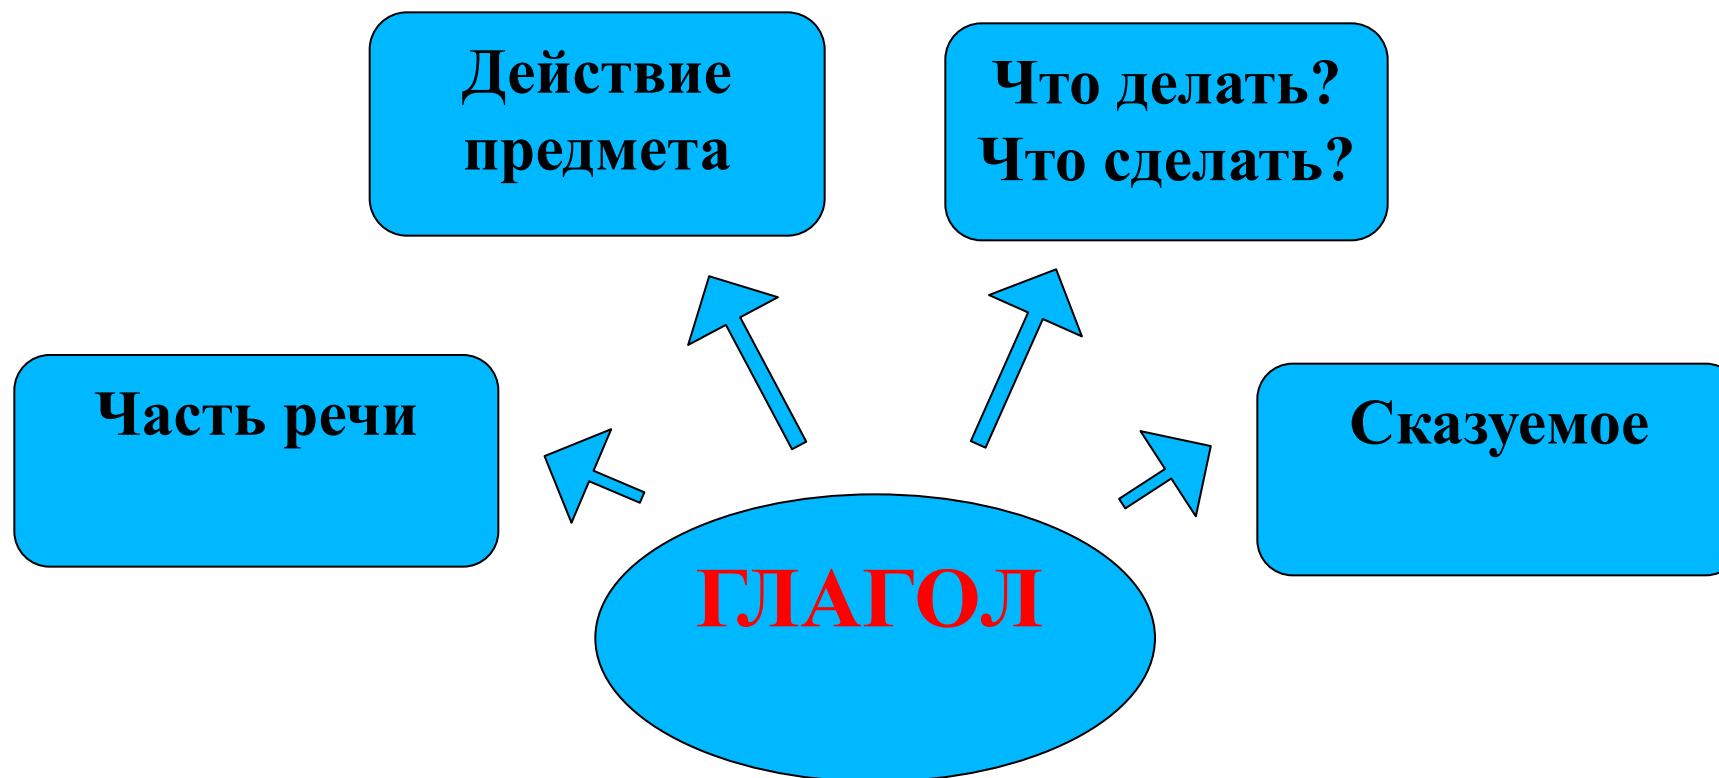 Действие
предмета
Что делать?
Что сделать?
Часть речи
Сказуемое
ГЛАГОЛ